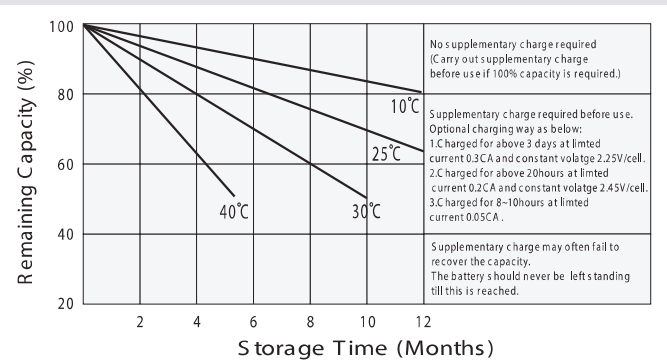 Remaining Capacity (%)
100
80
60
40
20
10°C
25°C
30°C
40°C
2 4 6 8 10 12
Storage Time (Months)
No supplementary charge required
(Carry out supplementary charge
before use if 100% capacity is required.)
Supplementary charge required before use.
Optional charging way as below:
1.Charged for above 3 days at limted
current 0.3CA and constant volatge 2.25V/cell.
2.Charged for above 20hours at limted
current 0.2CA and constant volatge 2.45V/cell.
3.Charged for 8~10hours at limted
current 0.05CA .
Supplementary charge may often fail to
recover the capacity.
The battery should never be left standing
till this is reached.